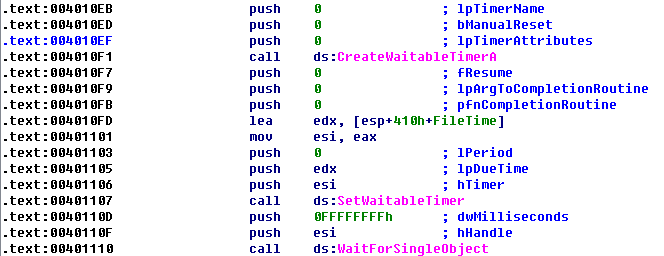 .text:004010EB push 0 ; lpTimerName
.text:004010ED push 0 ; bManualReset
.text:004010EF push 0 ; lpTimerAttributes
.text:004010F1 call ds:CreateWaitableTimerA
.text:004010F7 push 0 ; fResume
.text:004010F9 push 0 ; lpArgToCompletionRoutine
.text:004010FB push 0 ; pfnCompletionRoutine
.text:004010FD lea edx, [esp+410h+FileTime]
.text:00401101 mov esi, eax
.text:00401103 push 0 ; lPeriod
.text:00401105 push edx ; lpDueTime
.text:00401106 push esi ; hTimer
.text:00401107 call ds:SetWaitableTimer
.text:0040110D push 0FFFFFFFFh ; dwMilliseconds
.text:0040110F push esi ; hHandle
.text:00401110 call ds:WaitForSingleObject